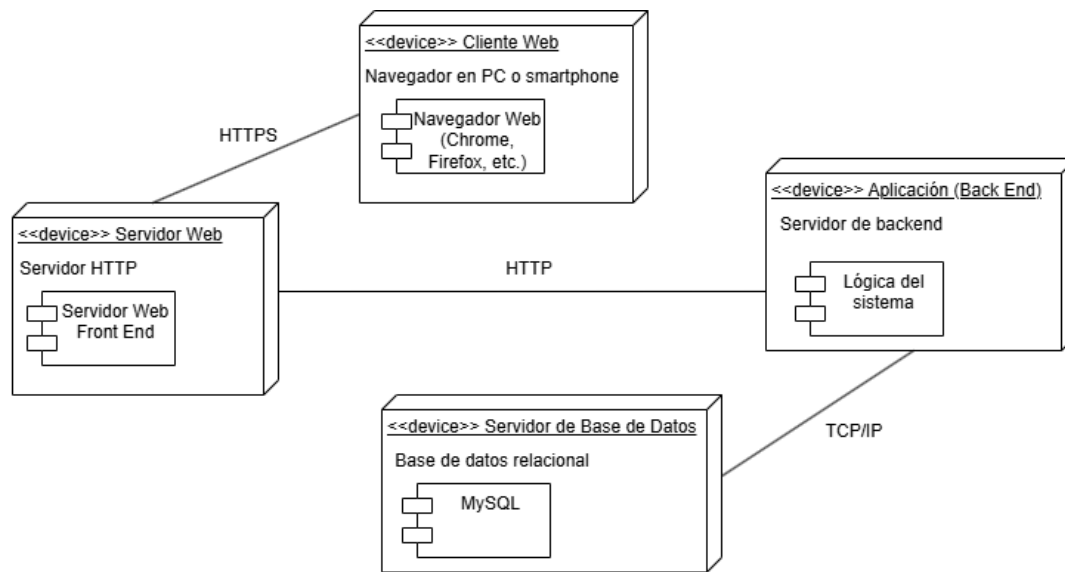 <<device>> Cliente Web
Navegador en PC o smartphone
Navegador Web
(Chrome,
Firefox, etc.)
HTTPS
<<device>> Servidor Web
Servidor HTTP
Servidor Web
Front End
HTTP
<<device>> Aplicación (Back End)
Servidor de backend
Lógica del
sistema
TCP/IP
<<device>> Servidor de Base de Datos
Base de datos relacional
MySQL